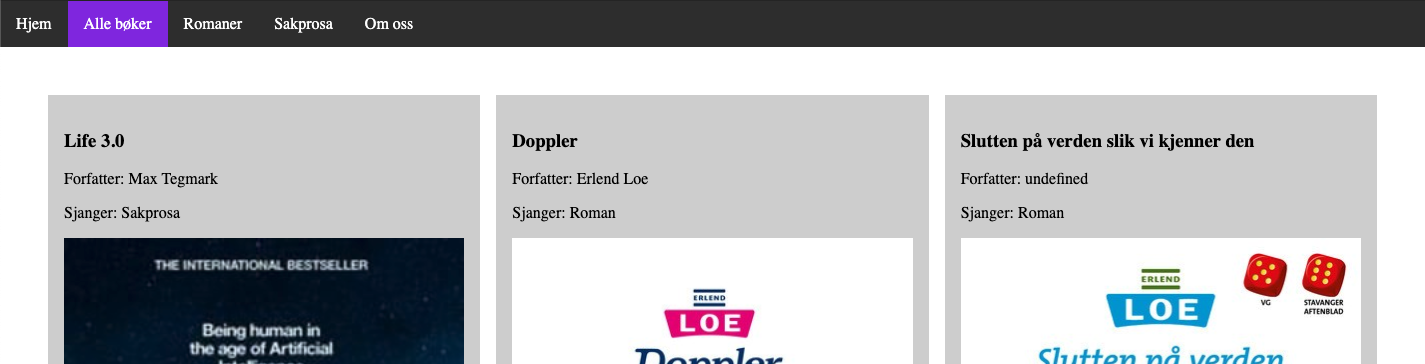 Hjem
Alle bøker
Romaner
Sakprosa
Om oss
Life 3.0
Forfatter: Max Tegmark
Sjanger: Sakprosa
THE INTERNATIONAL BESTSELLER
Being human in
the age of Artificial
Doppler
Forfatter: Erlend Loe
Sjanger: Roman
ERLEND
LOE
Doppler
Slutten på verden slik vi kjenner den
Forfatter: undefined
Sjanger: Roman
ERLEND
LOE
VG
STAVANGER
AFTENBLAD
Slutten på verden